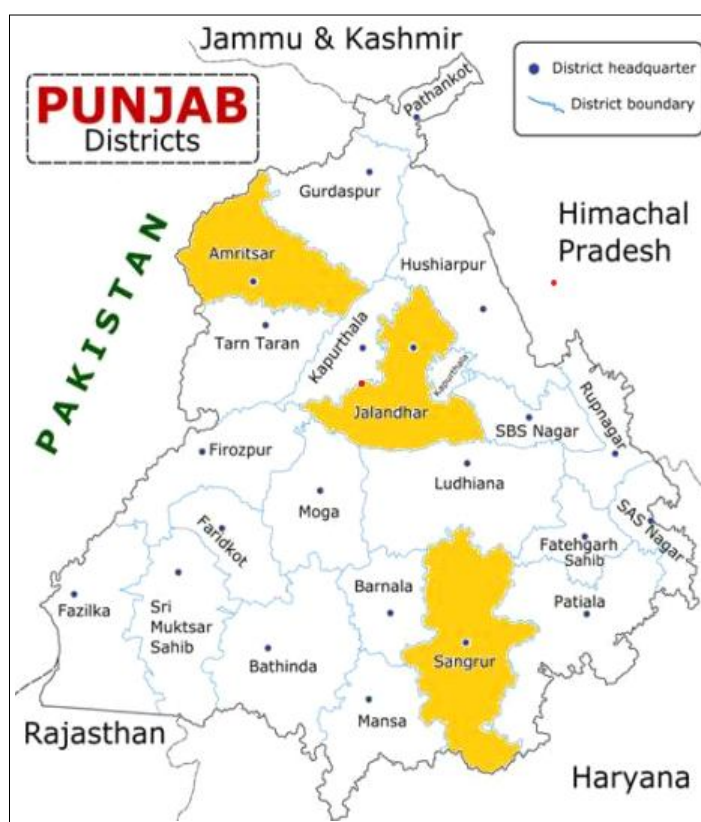 Jammu & Kashmir
PUNJAB
Districts
District headquarter
District boundary
Pathankot
Gurdaspur
Himachal
Pradesh
PAKISTAN
Amritsar
Hushiarpur
Tarn Taran
Kapurthala
Kapurthala
Rupnagar
Jalandhar
SBS Nagar
Firozpur
Ludhiana
Moga
SAS Nagar
Faridkot
Fatehgarh
Sahib
Fazilka
Sri
Muktsar
Sahib
Barnala
Patiala
Bathinda
Sangrur
Mansa
Rajasthan
Haryana